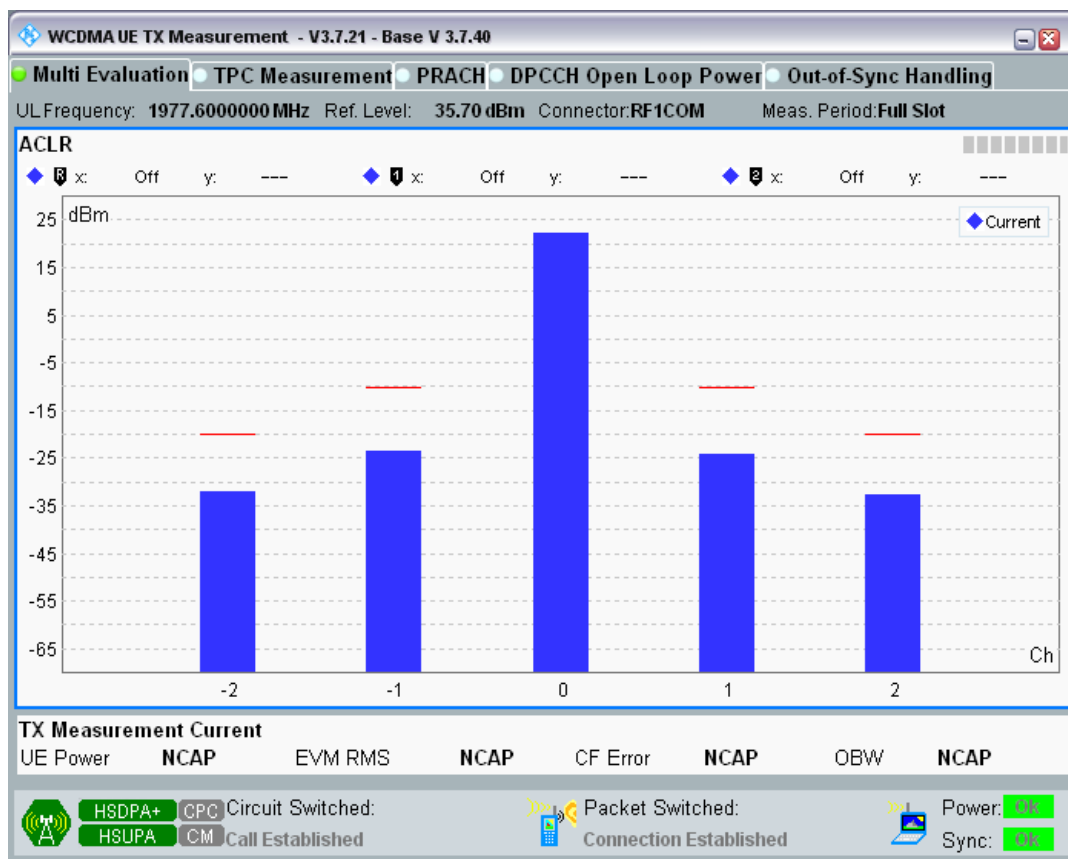 WCDMA UE TX Measurement - V3.7.21 - Base V 3.7.40
Multi Evaluation TPC Measurement PRACH DPCCH Open Loop Power Out-of-Sync Handling
UL Frequency: 1977.6000000 MHz Ref. Level: 35.70 dBm Connector:RF1COM Meas. Period:Full Slot
ACLR
R x: Off y: --- 1 x: Off y: --- 2 x: Off y: ---
dBm
Current
25
15
5
-5
-15
-25
-35
-45
-55
-65
Ch
-2 -1 0 1 2
TX Measurement Current
UE Power NCAP EVM RMS NCAP CF Error NCAP OBW NCAP
HSDPA+ CPC Circuit Switched: Packet Switched: Power: Ok
HSUPA CM Call Established Connection Established Sync: Ok